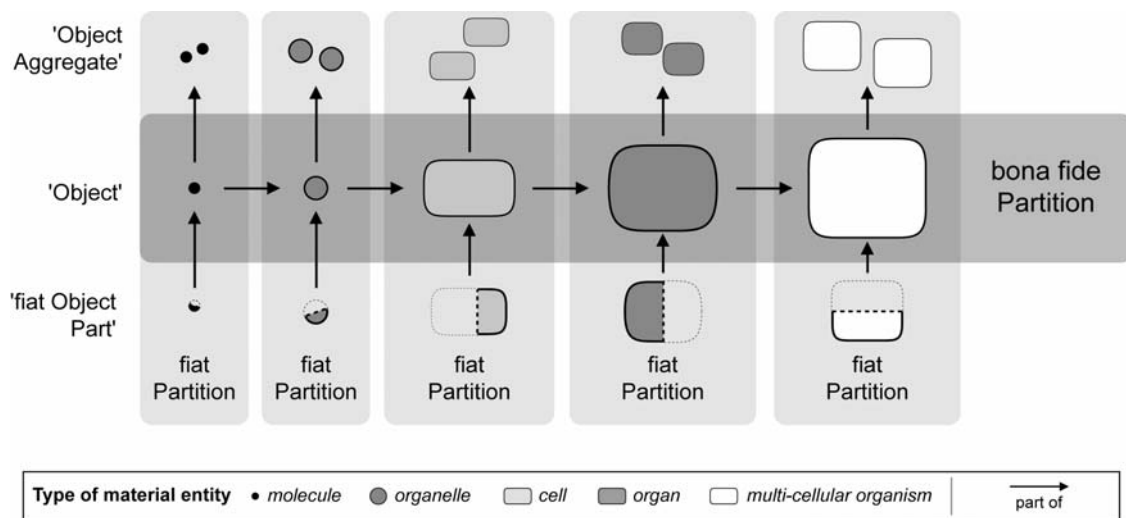 'Object
Aggregate'
'Object'
bona fide
Partition
'fiat Object
Part'
fiat
Partition
fiat
Partition
fiat
Partition
fiat
Partition
fiat
Partition
Type of material entity molecule organelle cell organ multi-cellular organism part of